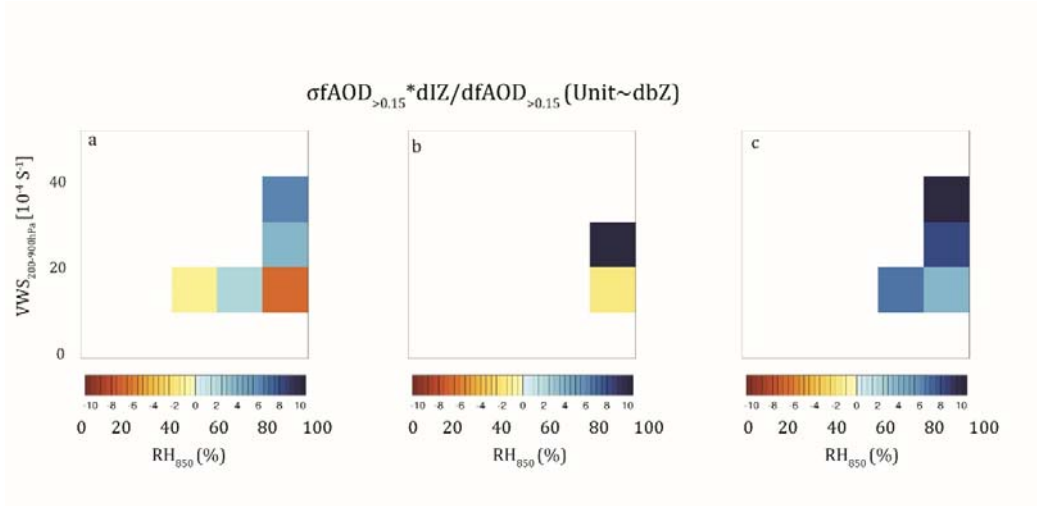 σfAOD>0.15*dIZ/dfAOD>0.15 (Unit~dbZ)
a
b
c
VWS200-900hPa [10-4 S-1]
40
20
0
-10 -8 -6 -4 -2 0 2 4 6 8 10
-10 -8 -6 -4 -2 0 2 4 6 8 10
-10 -8 -6 -4 -2 0 2 4 6 8 10
0 20 40 60 80 100
0 20 40 60 80 100
0 20 40 60 80 100
RH850 (%)
RH850 (%)
RH850 (%)